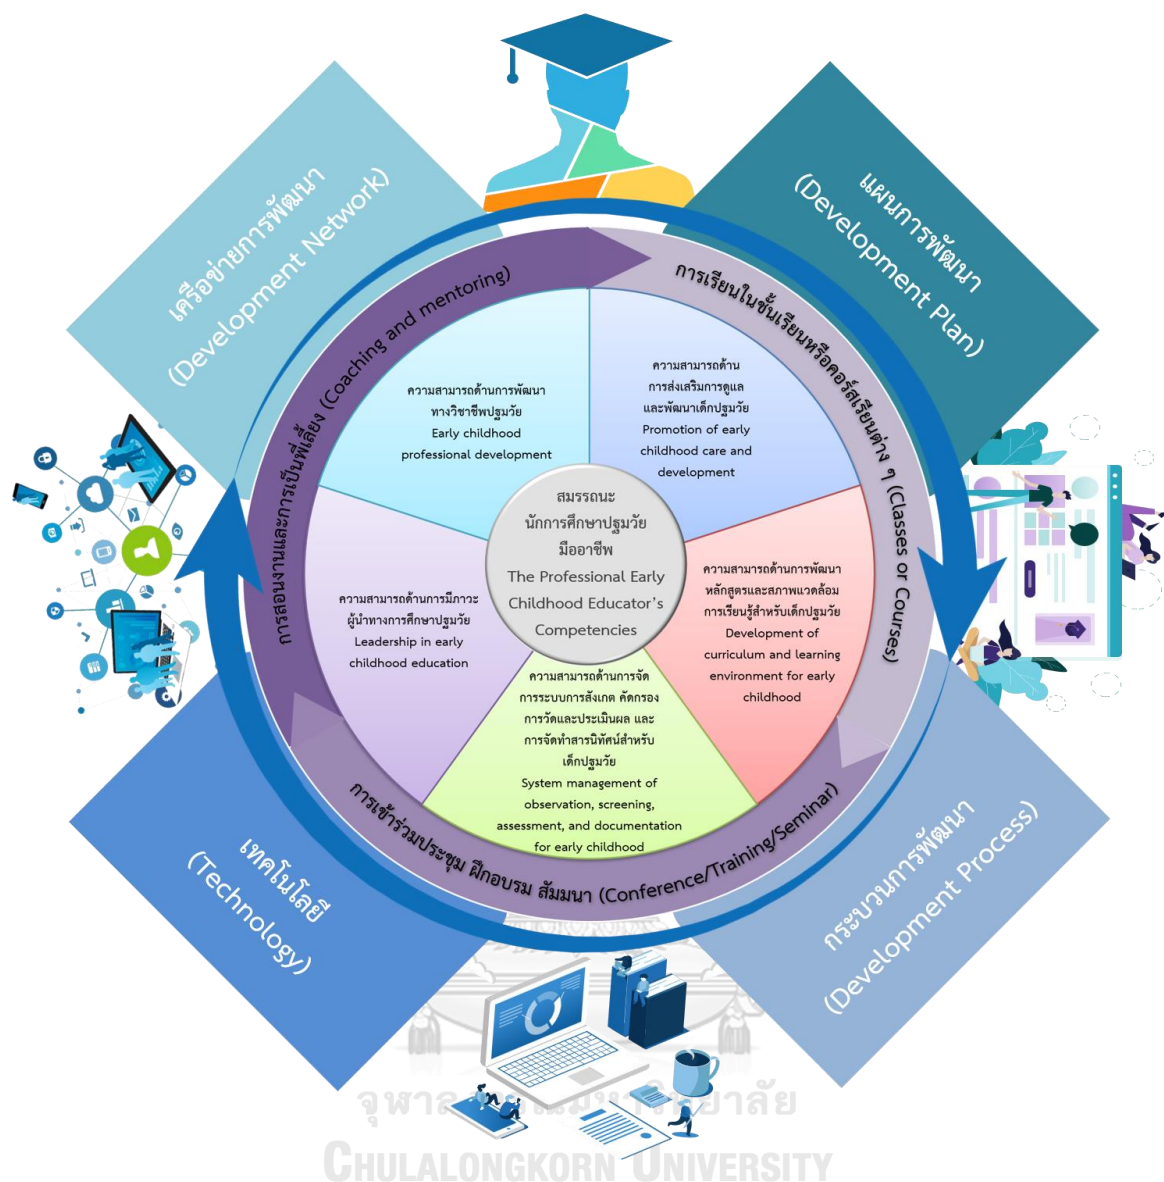 เครือข่ายการพัฒนา
(Development Network)
แผนการพัฒนา
(Development Plan)
การสอนงานและการเป็นพี่เลี้ยง (Coaching and mentoring)
การเรียนในชั้นเรียนหรือคอร์สเรียนต่าง ๆ (Classes or Courses)
ความสามารถด้านการพัฒนา
ทางวิชาชีพปฐมวัย
Early childhood
professional development
ความสามารถด้าน
การส่งเสริมการดูแล
และพัฒนาเด็กปฐมวัย
Promotion of early
childhood care and
development
สมรรถนะ
นักการศึกษาปฐมวัย
มืออาชีพ
The Professional Early
Childhood Educator's
Competencies
ความสามารถด้านการมีภาวะ
ผู้นำทางการศึกษาปฐมวัย
Leadership in early
childhood education
ความสามารถด้านการพัฒนา
หลักสูตรและสภาพแวดล้อม
การเรียนรู้สำหรับเด็กปฐมวัย
Development of
curriculum and learning
environment for early
childhood
ความสามารถด้านการจัด
การระบบการสังเกต คัดกรอง
การวัดและประเมินผล และ
การจัดทำสารนิทัศน์สำหรับ
เด็กปฐมวัย
System management of
observation, screening,
assessment, and documentation
for early childhood
การเข้าร่วมประชุม ฝึกอบรม สัมมนา (Conference/Training/Seminar)
เทคโนโลยี
(Technology)
กระบวนการพัฒนา
(Development Process)
จุฬาลงกรณ์มหาวิทยาลัย
CHULALONGKORN UNIVERSITY